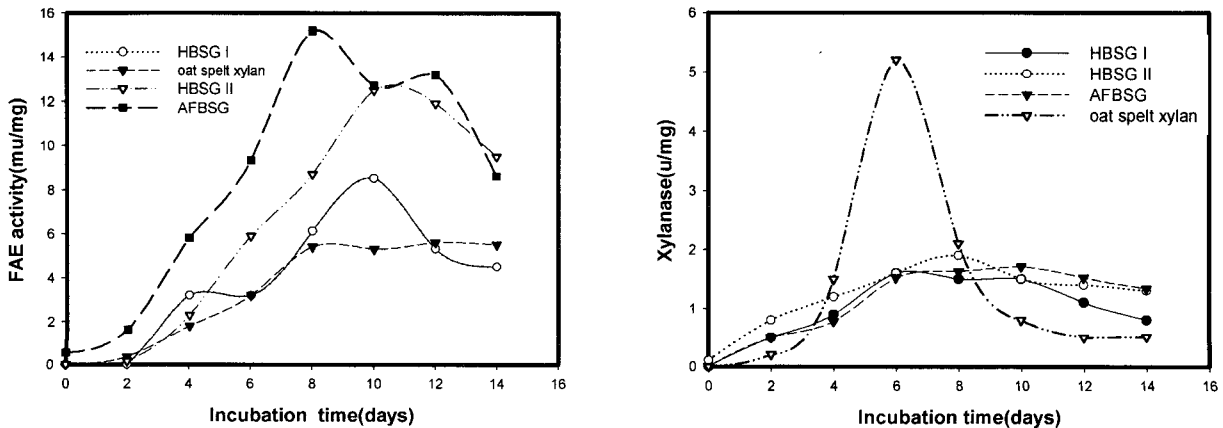 FAE activity(mu/mg)
16
14
12
10
8
6
4
2
0
HBSG I
oat spelt xylan
HBSG II
AFBSG
0 2 4 6 8 10 12 14 16
Incubation time(days)
Xylanase(u/mg)
6
5
4
3
2
1
0
HBSG I
HBSG II
AFBSG
oat spelt xylan
0 2 4 6 8 10 12 14 16
Incubation time(days)